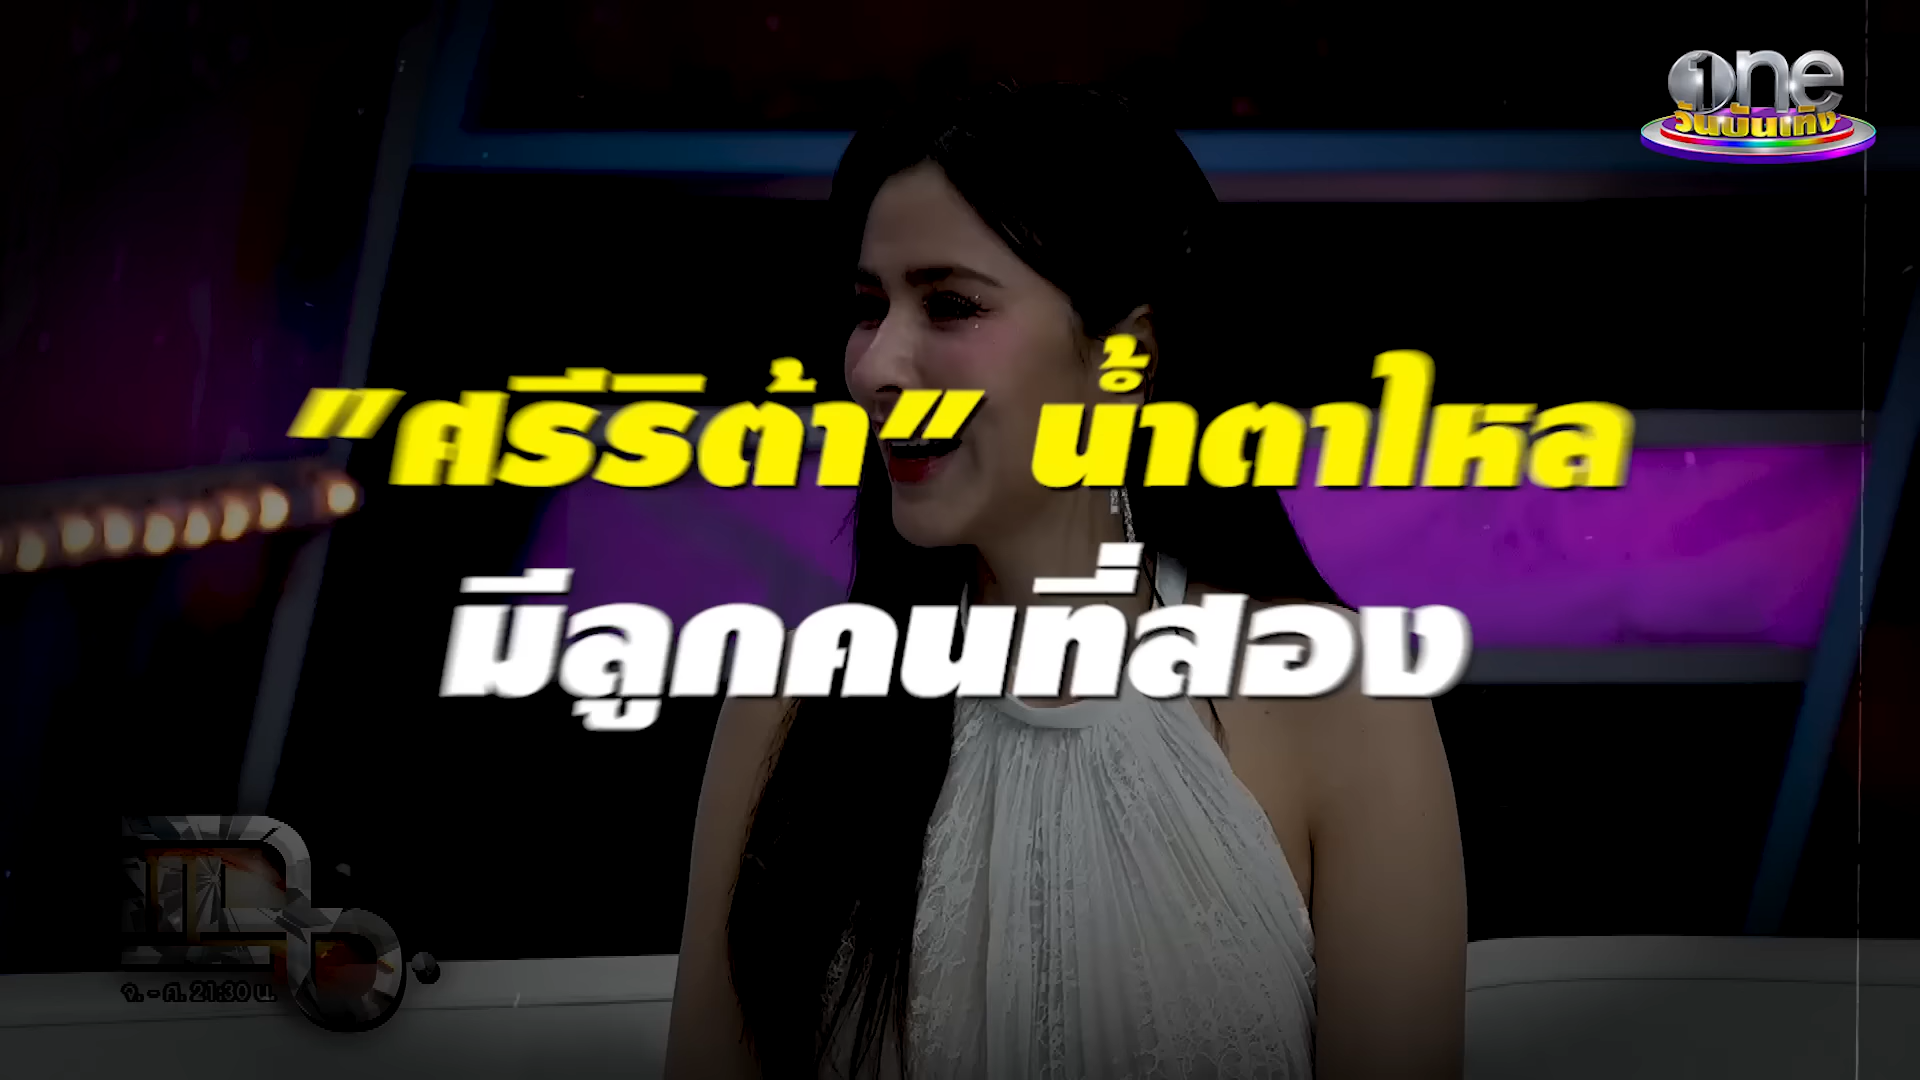 one
วันบันเทิง
"ศรีริต้า" น้ำตาไหล
มีลูกคนที่สอง
จ. - ศ. 21:30 น.